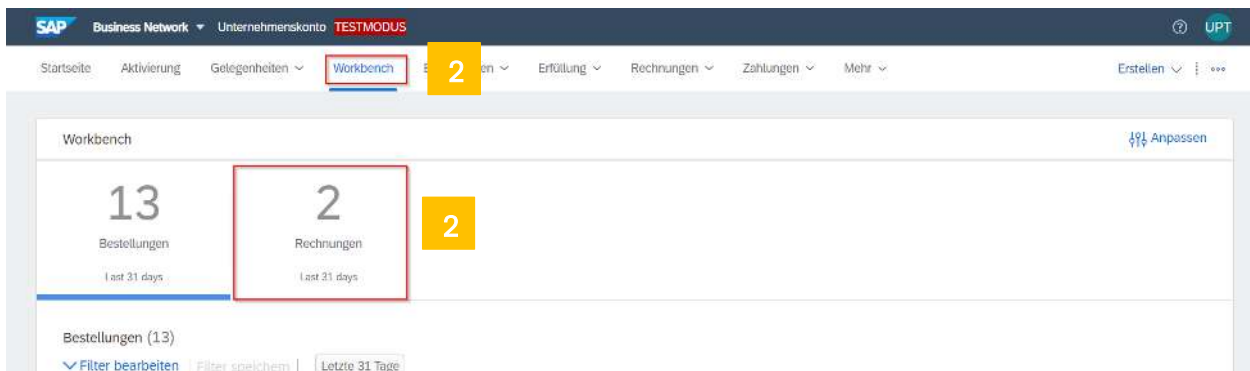 SAP Business Network Unternehmenskonto TESTMODUS UPT
Startseite Aktivierung Gelegenheiten Workbench 2 en Erfüllung Rechnungen Zahlungen Mehr Erstellen
Workbench Anpassen
13 2
2
Bestellungen Rechnungen
Last 31 days Last 31 days
Bestellungen (13)
Filter bearbeiten Filter speichern Letzte 31 Tage